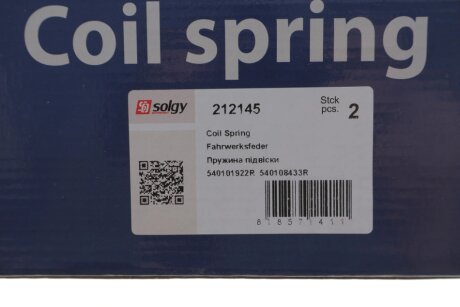 Coil spring
solgy 212145 Stck pcs. 2
Coil Spring
Fahrwerksfeder
Пружина підвіски
540101922R 540108433R